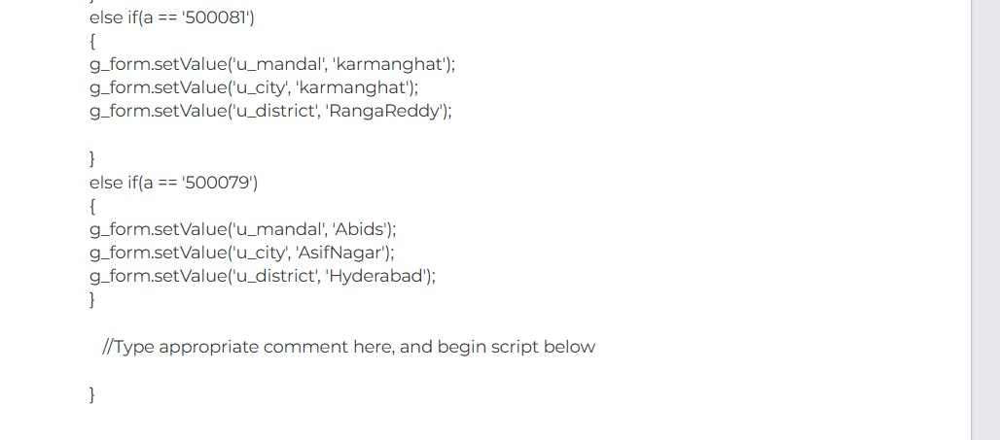 else if(a == '500081')
{
g_form.setValue('u_mandal', 'karmanghat');
g_form.setValue('u_city', 'karmanghat');
g_form.setValue('u_district', 'RangaReddy');
}
else if(a == '500079')
{
g_form.setValue('u_mandal', 'Abids');
g_form.setValue('u_city', 'AsifNagar');
g_form.setValue('u_district', 'Hyderabad');
}
//Type appropriate comment here, and begin script below
}